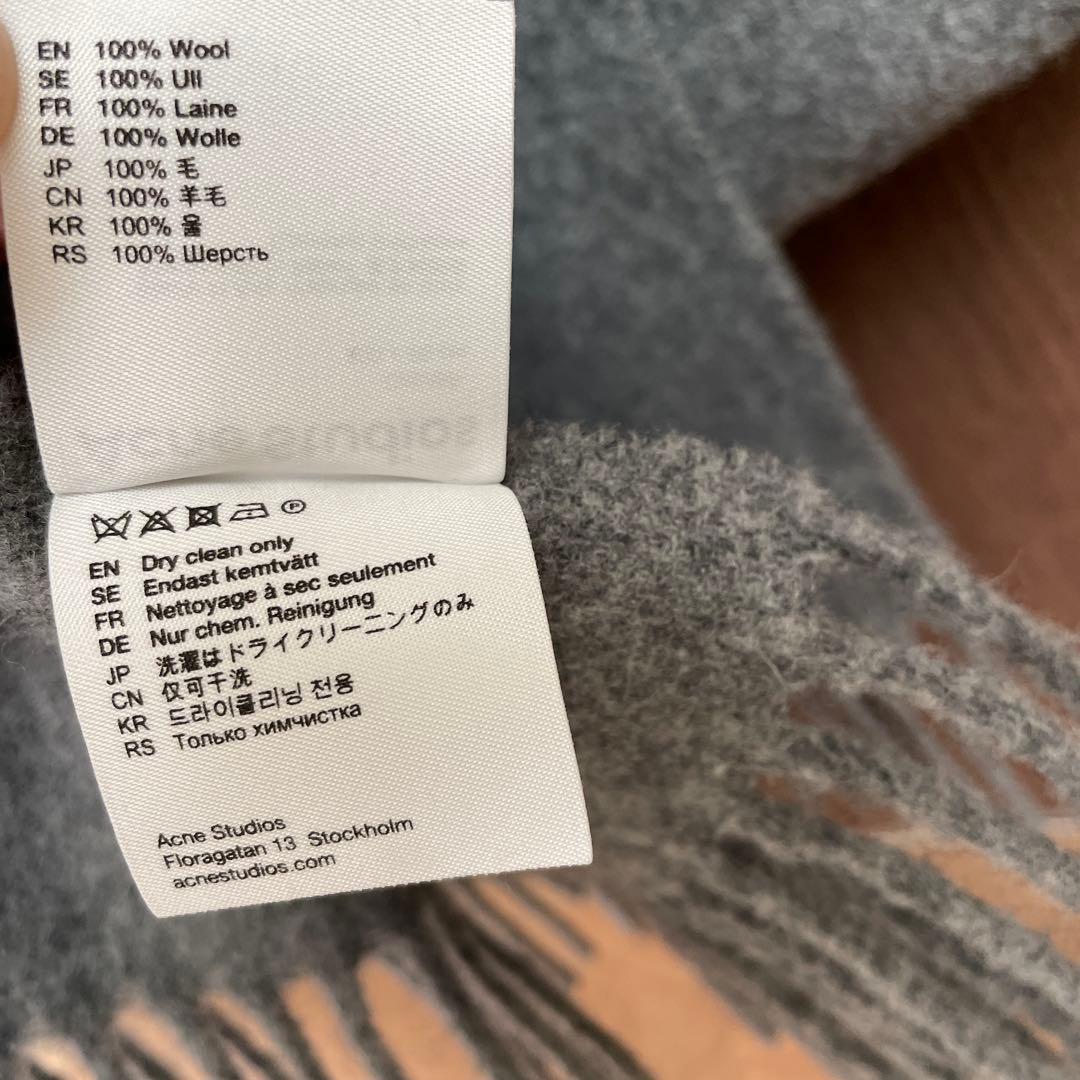 EN 100% Wool
SE 100% Ull
FR 100% Laine
DE 100% Wolle
JP 100% 毛
CN 100% 羊毛
KR 100% 울
RS 100% Шерсть
P
EN Dry clean only
SE Endast kemtvätt
FR Nettoyage à sec seulement
DE Nur chem. Reinigung
JP 洗濯はドライクリーニングのみ
CN 仅可干洗
KR 드라이클리닝 전용
RS Только химчистка
Acne Studios
Floragatan 13 Stockholm
acnestudios.com